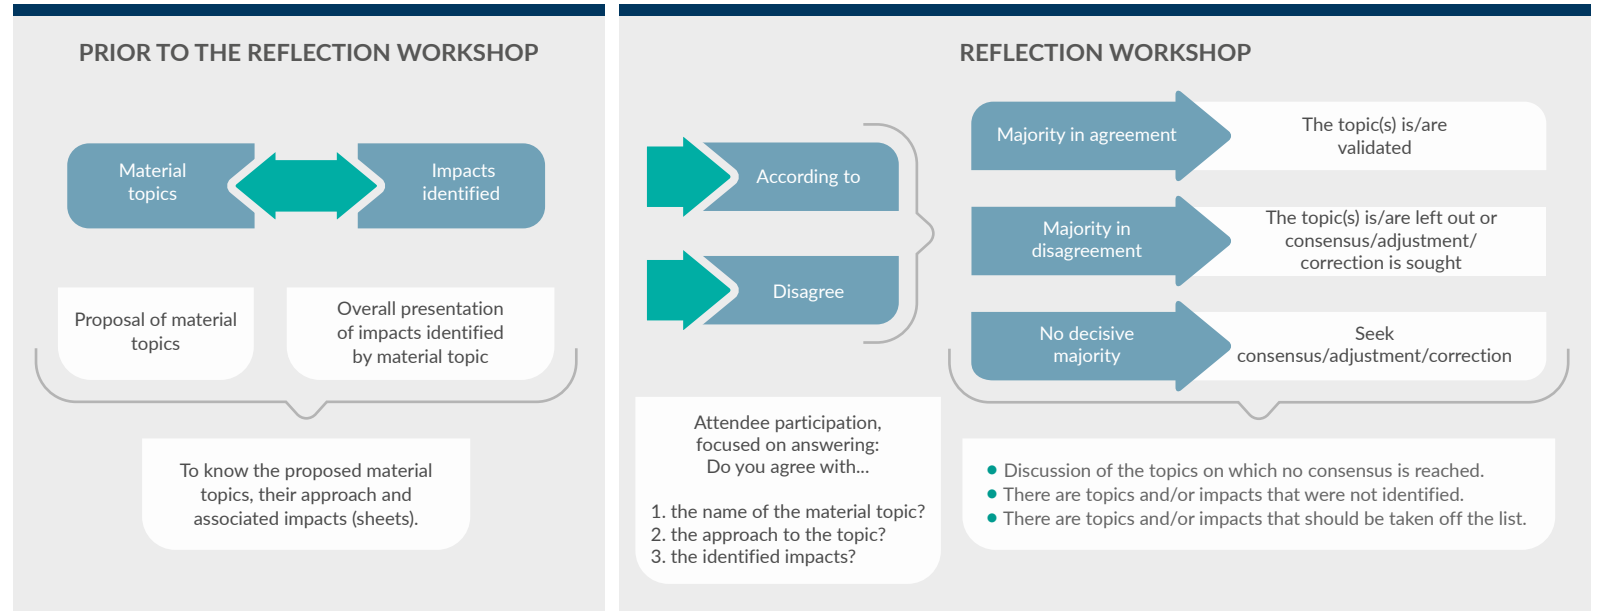 PRIOR TO THE REFLECTION WORKSHOP
Material
topics
Impacts
identified
Proposal of material
topics
Overall presentation
of impacts identified
by material topic
To know the proposed material
topics, their approach and
associated impacts (sheets).
REFLECTION WORKSHOP
According to
Disagree
Attendee participation,
focused on answering:
Do you agree with...
1. the name of the material topic?
2. the approach to the topic?
3. the identified impacts?
Majority in agreement
The topic(s) is/are
validated
Majority in
disagreement
The topic(s) is/are left out or
consensus/adjustment/
correction is sought
No decisive
majority
Seek
consensus/adjustment/correction
• Discussion of the topics on which no consensus is reached.
• There are topics and/or impacts that were not identified.
• There are topics and/or impacts that should be taken off the list.